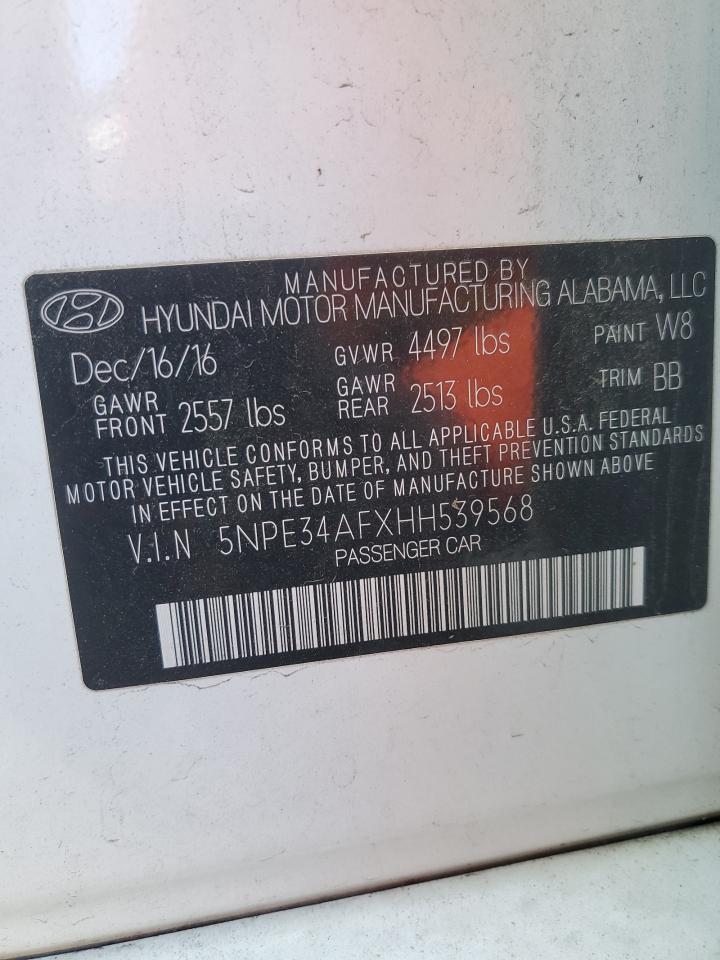 MANUFACTURED BY
HYUNDAI MOTOR MANUFACTURING ALABAMA, LLC
Dec/16/16 GVWR 4497 lbs PAINT W8
GAWR FRONT 2557 lbs GAWR REAR 2513 lbs TRIM BB
THIS VEHICLE CONFORMS TO ALL APPLICABLE U.S.A. FEDERAL
MOTOR VEHICLE SAFETY, BUMPER, AND THEFT PREVENTION STANDARDS
IN EFFECT ON THE DATE OF MANUFACTURE SHOWN ABOVE
V.I.N 5NPE34AFXHH539568
PASSENGER CAR